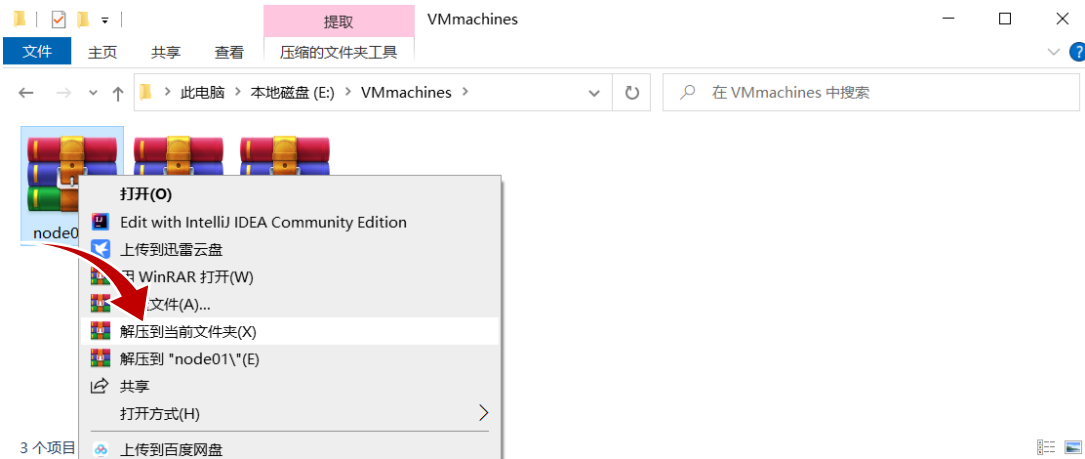 提取
VMmachines
文件
主页
共享
查看
压缩的文件夹工具
?
此电脑
本地磁盘 (E:)
VMmachines
在 VMmachines 中搜索
node0
打开(O)
Edit with IntelliJ IDEA Community Edition
上传到迅雷云盘
WinRAR 打开(W)
文件(A)...
解压到当前文件夹(X)
解压到 "node01\"(E)
共享
打开方式(H)
3 个项目
上传到百度网盘